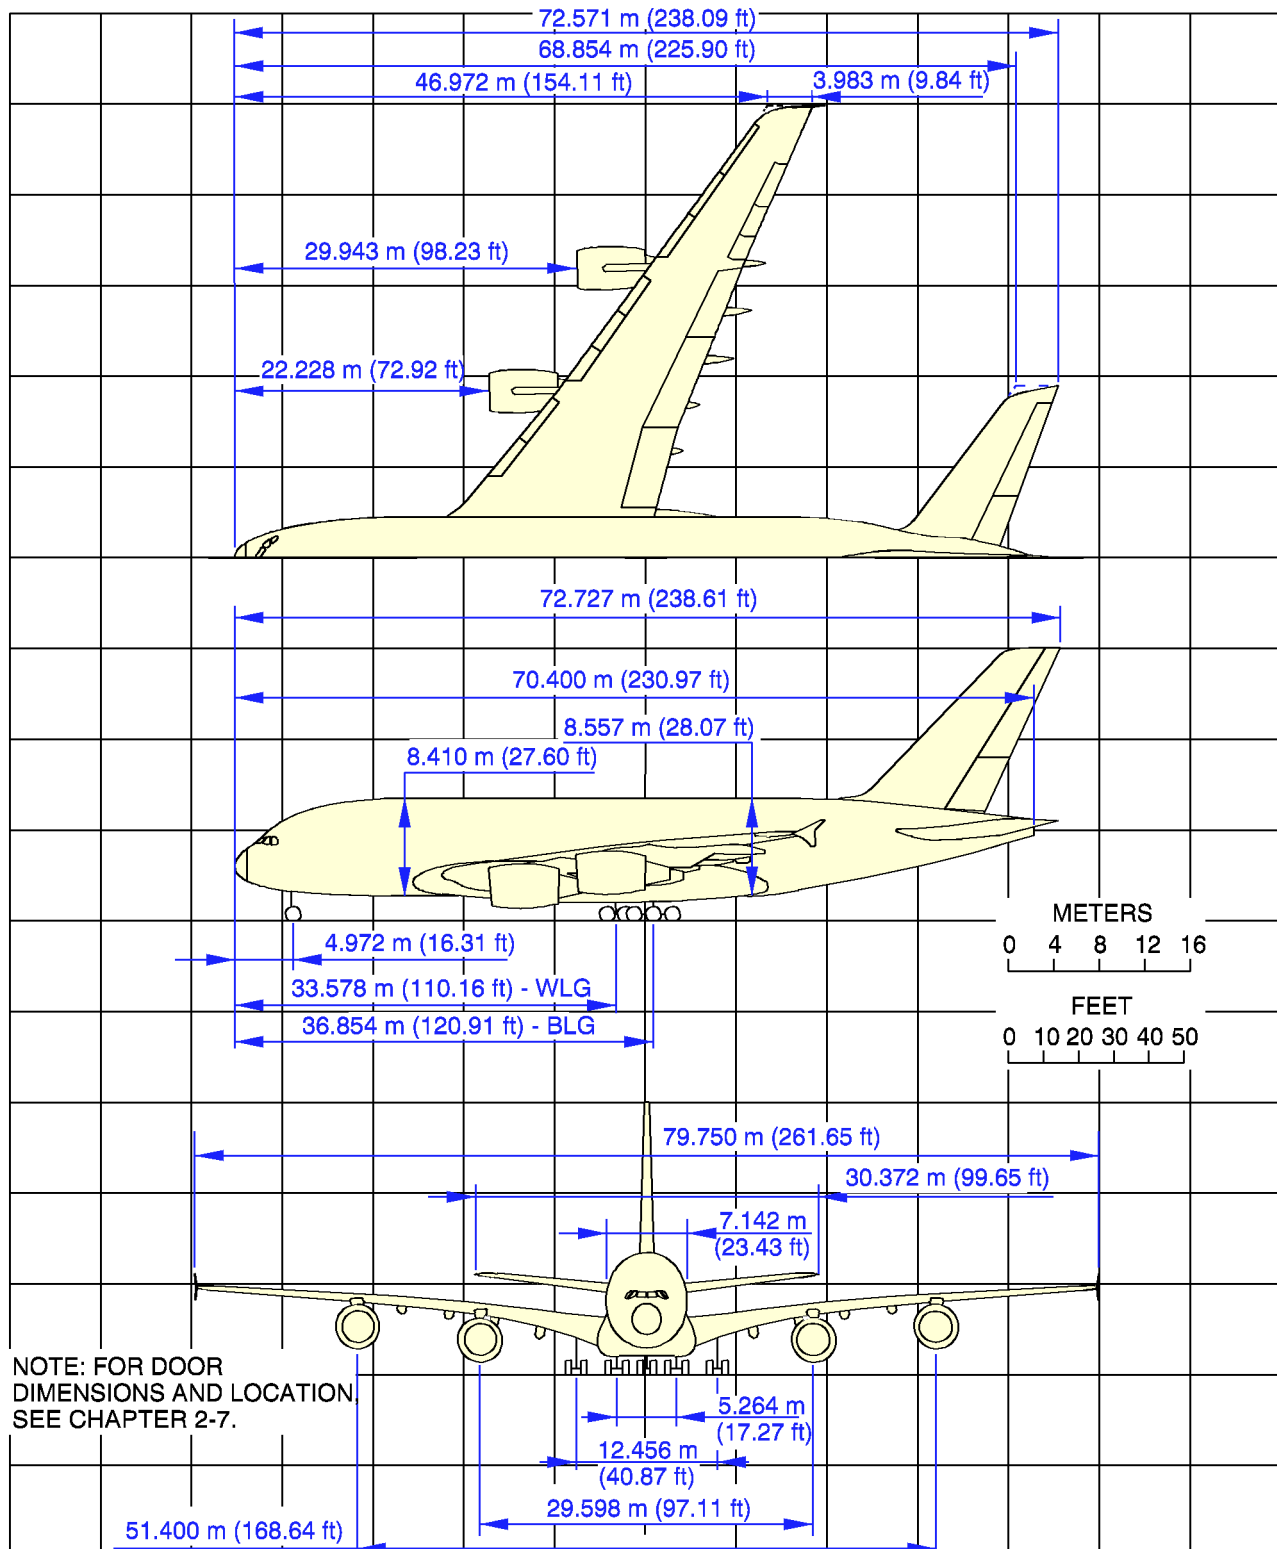 72.571 m (238.09 ft)
68.854 m (225.90 ft)
46.972 m (154.11 ft)
3.983 m (9.84 ft)
29.943 m (98.23 ft)
22.228 m (72.92 ft)
72.727 m (238.61 ft)
70.400 m (230.97 ft)
8.557 m (28.07 ft)
8.410 m (27.60 ft)
METERS
0 4 8 12 16
4.972 m (16.31 ft)
33.578 m (110.16 ft) - WLG
FEET
36.854 m (120.91 ft) - BLG
0 10 20 30 40 50
79.750 m (261.65 ft)
30.372 m (99.65 ft)
7.142 m
(23.43 ft)
NOTE: FOR DOOR
DIMENSIONS AND LOCATION,
SEE CHAPTER 2-7.
5.264 m
(17.27 ft)
12.456 m
(40.87 ft)
29.598 m (97.11 ft)
51.400 m (168.64 ft)